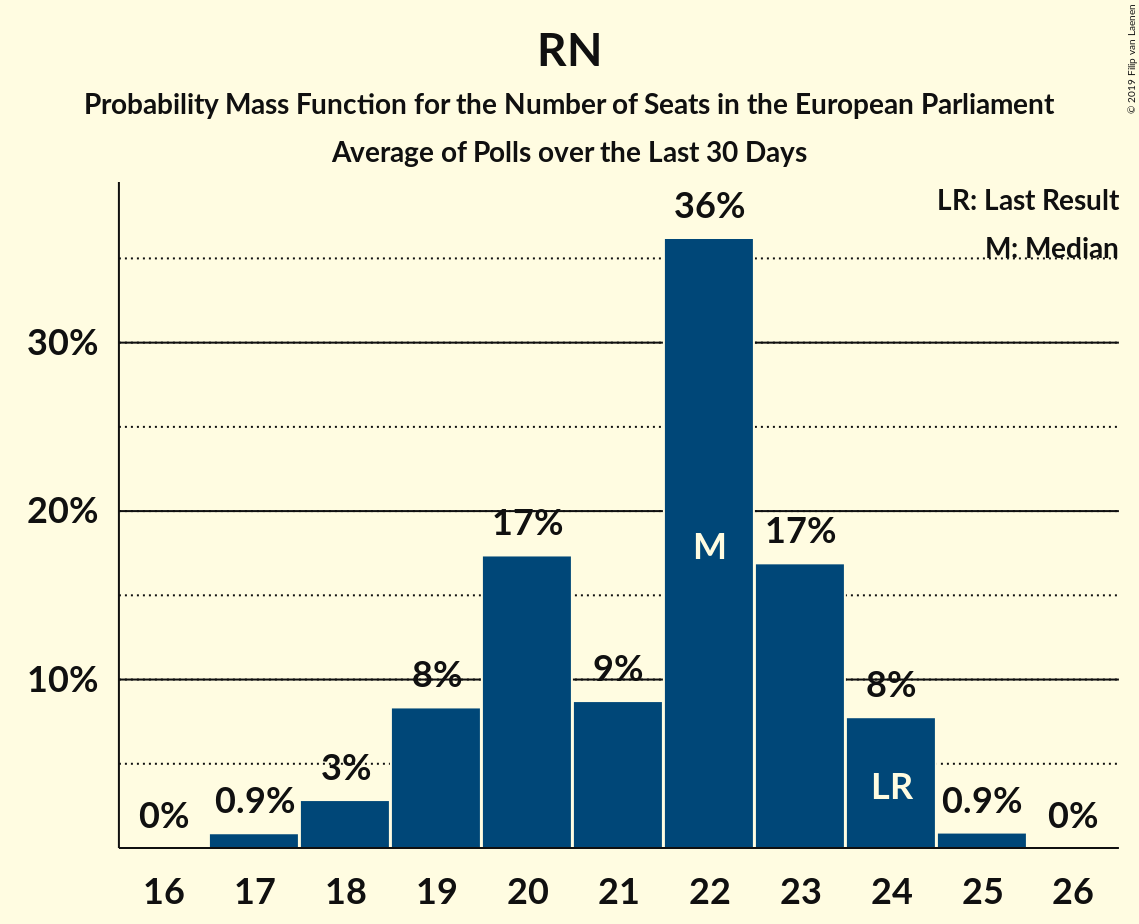 RN
Probability Mass Function for the Number of Seats in the European Parliament
Average of Polls over the Last 30 Days
© 2019 Filip van Laenen
LR: Last Result
M: Median
30%
20%
10%
0%
0.9%
3%
8%
17%
9%
36%
17%
8%
0.9%
0%
M
LR
16 17 18 19 20 21 22 23 24 25 26